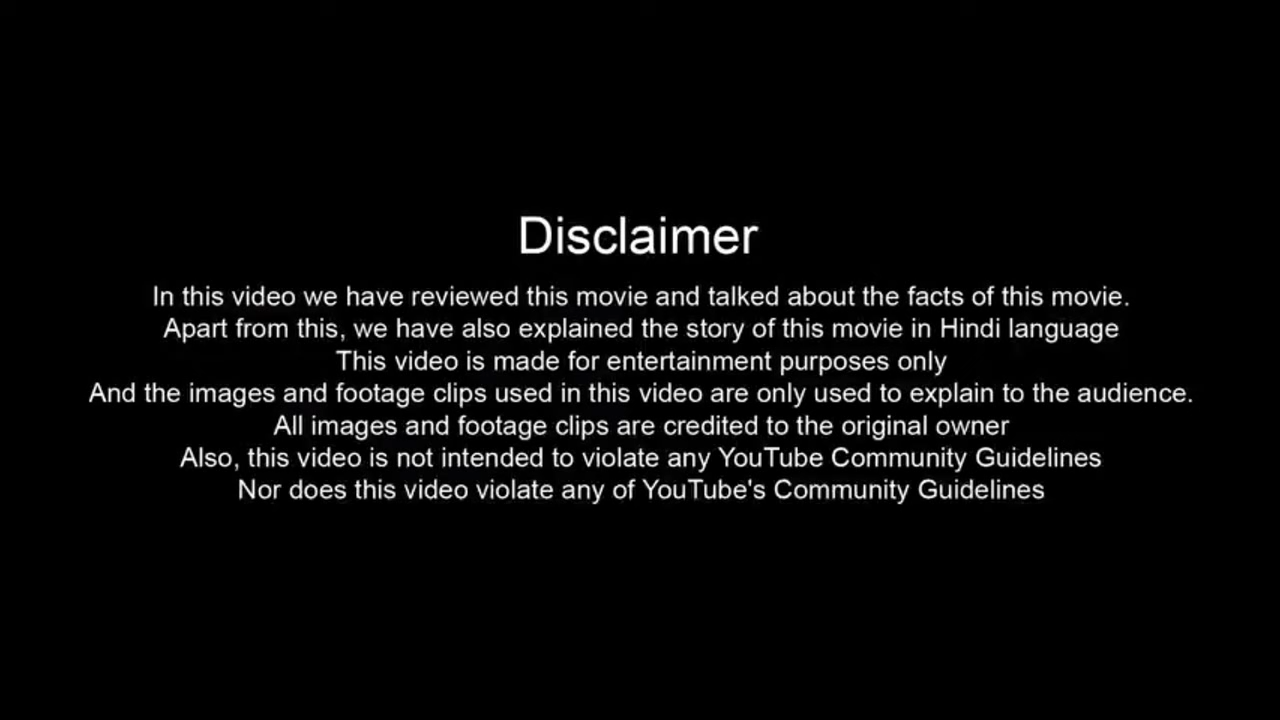 Disclaimer
In this video we have reviewed this movie and talked about the facts of this movie.
Apart from this, we have also explained the story of this movie in Hindi language
This video is made for entertainment purposes only
And the images and footage clips used in this video are only used to explain to the audience.
All images and footage clips are credited to the original owner
Also, this video is not intended to violate any YouTube Community Guidelines
Nor does this video violate any of YouTube's Community Guidelines